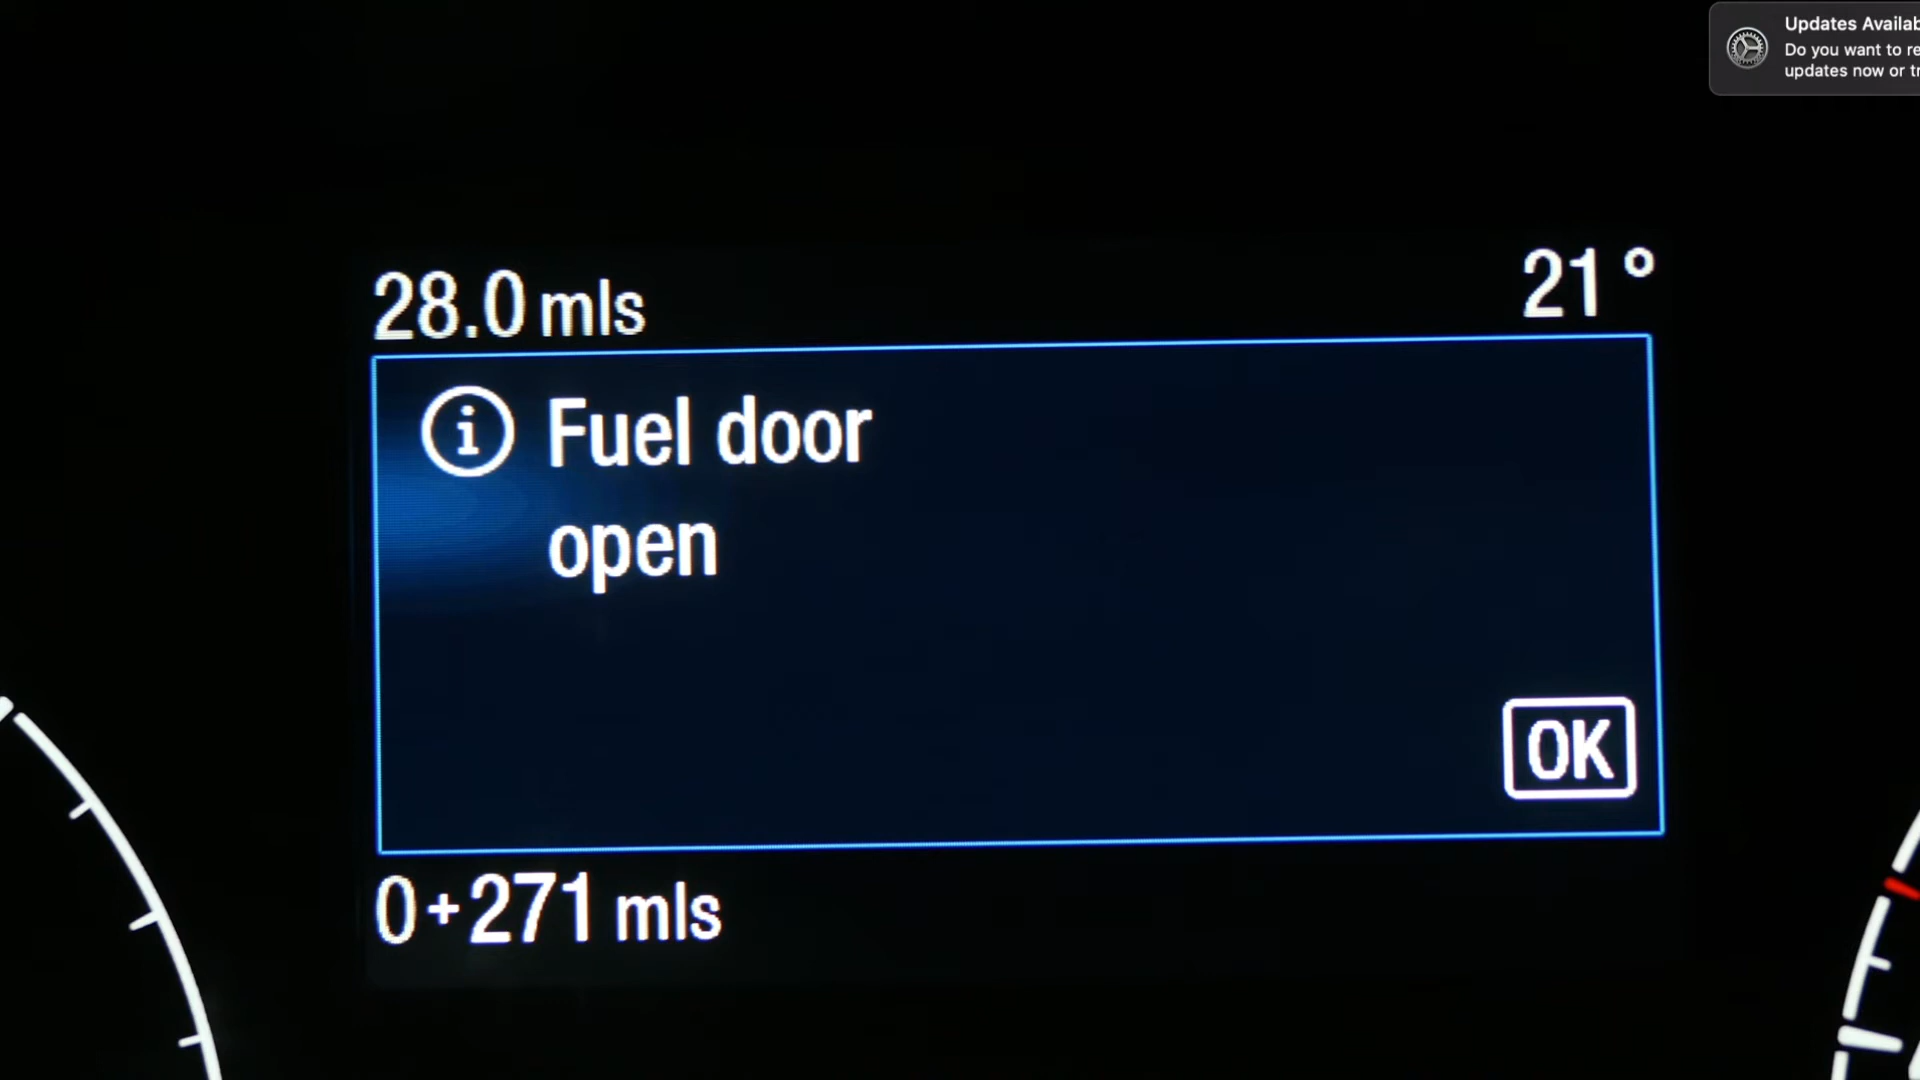 Updates Availab
Do you want to re
updates now or tr
28.0 mls
21°
i Fuel door
open
OK
0+271 mls